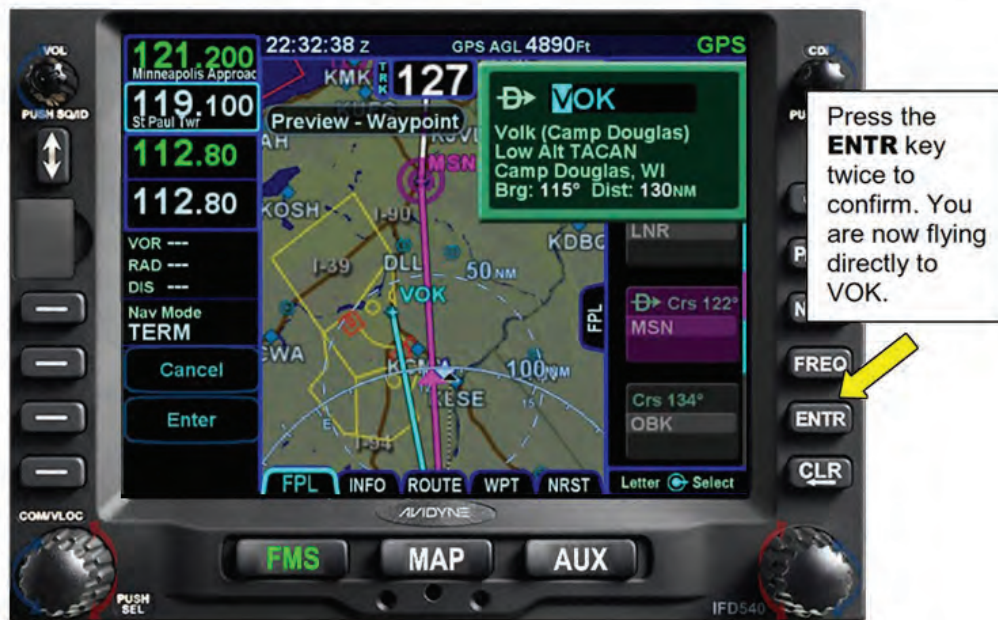 VOL
PUSH SQ/ID
121.200
Minneapolis Approac
119.100
St Paul Twr
112.80
112.80
VOR ---
RAD ---
DIS ---
Nav Mode
TERM
Cancel
Enter
22:32:38 Z
GPS AGL 4890Ft
GPS
KMK
TRK
127
Preview - Waypoint
MSN
KOSH
I-90
I-39
DLL
50NM
KDBQ
VOK
100NM
KESE
I-94
E
12
15
VOK
Volk (Camp Douglas)
Low Alt TACAN
Camp Douglas, WI
Brg: 115° Dist: 130NM
LNR
FPL
Crs 122°
MSN
Crs 134°
OBK
FPL
INFO
ROUTE
WPT
NRST
Letter
Select
CDI/
PU
Press the
ENTR key
twice to
confirm. You
are now flying
directly to
VOK.
FREQ
ENTR
CLR
COM/VLOC
PUSH
SEL
AVIDYNE
FMS
MAP
AUX
IFD540